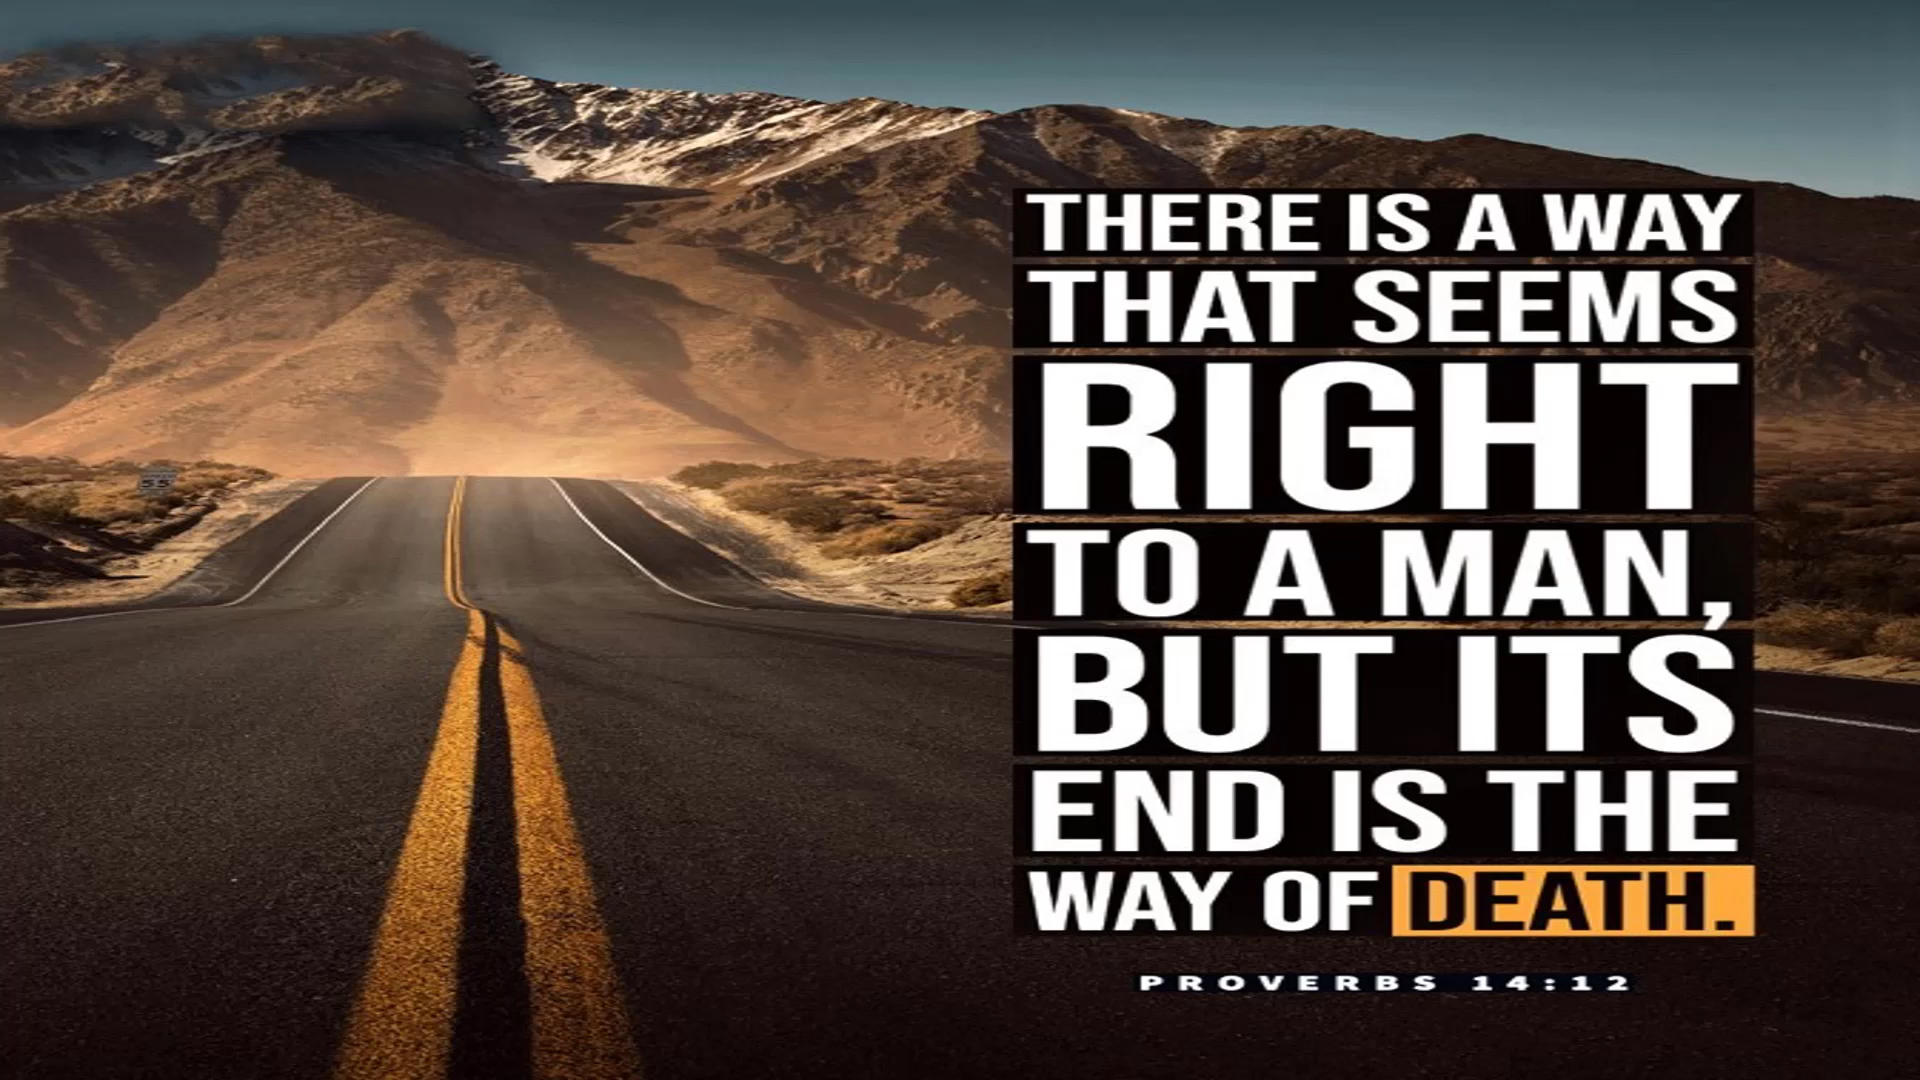 55
THERE IS A WAY
THAT SEEMS
RIGHT
TO A MAN,
BUT ITS
END IS THE
WAY OF DEATH.
PROVERBS 14:12